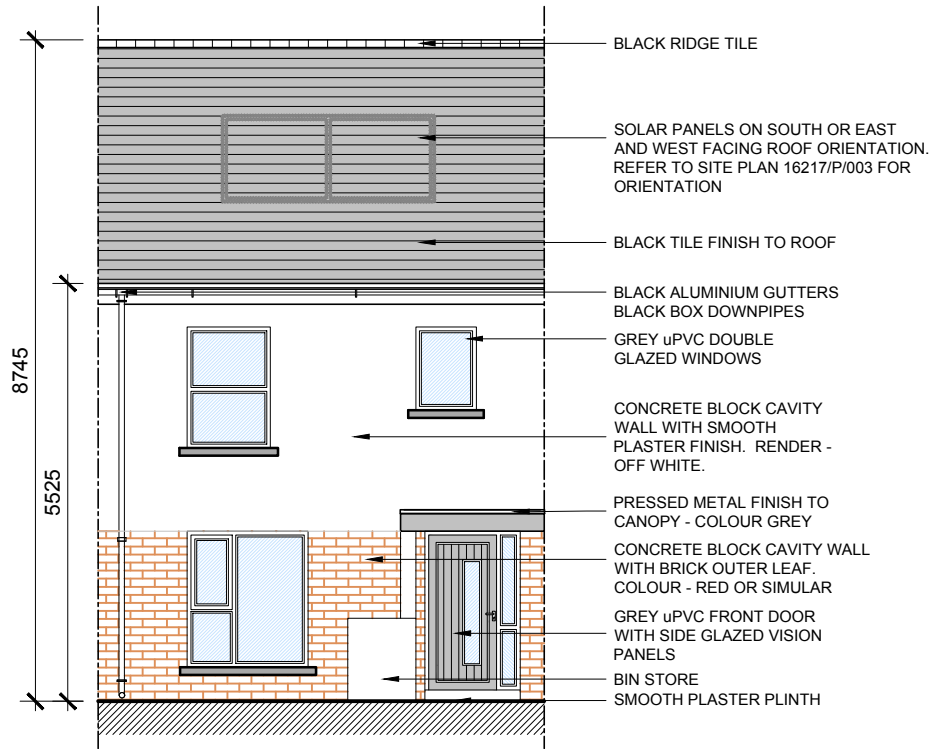 BLACK RIDGE TILE
SOLAR PANELS ON SOUTH OR EAST
AND WEST FACING ROOF ORIENTATION.
REFER TO SITE PLAN 16217/P/003 FOR
ORIENTATION
BLACK TILE FINISH TO ROOF
BLACK ALUMINIUM GUTTERS
BLACK BOX DOWNPIPES
GREY uPVC DOUBLE
GLAZED WINDOWS
CONCRETE BLOCK CAVITY
WALL WITH SMOOTH
PLASTER FINISH. RENDER -
OFF WHITE.
PRESSED METAL FINISH TO
CANOPY - COLOUR GREY
CONCRETE BLOCK CAVITY WALL
WITH BRICK OUTER LEAF.
COLOUR - RED OR SIMULAR
GREY uPVC FRONT DOOR
WITH SIDE GLAZED VISION
PANELS
BIN STORE
SMOOTH PLASTER PLINTH
8745
5525